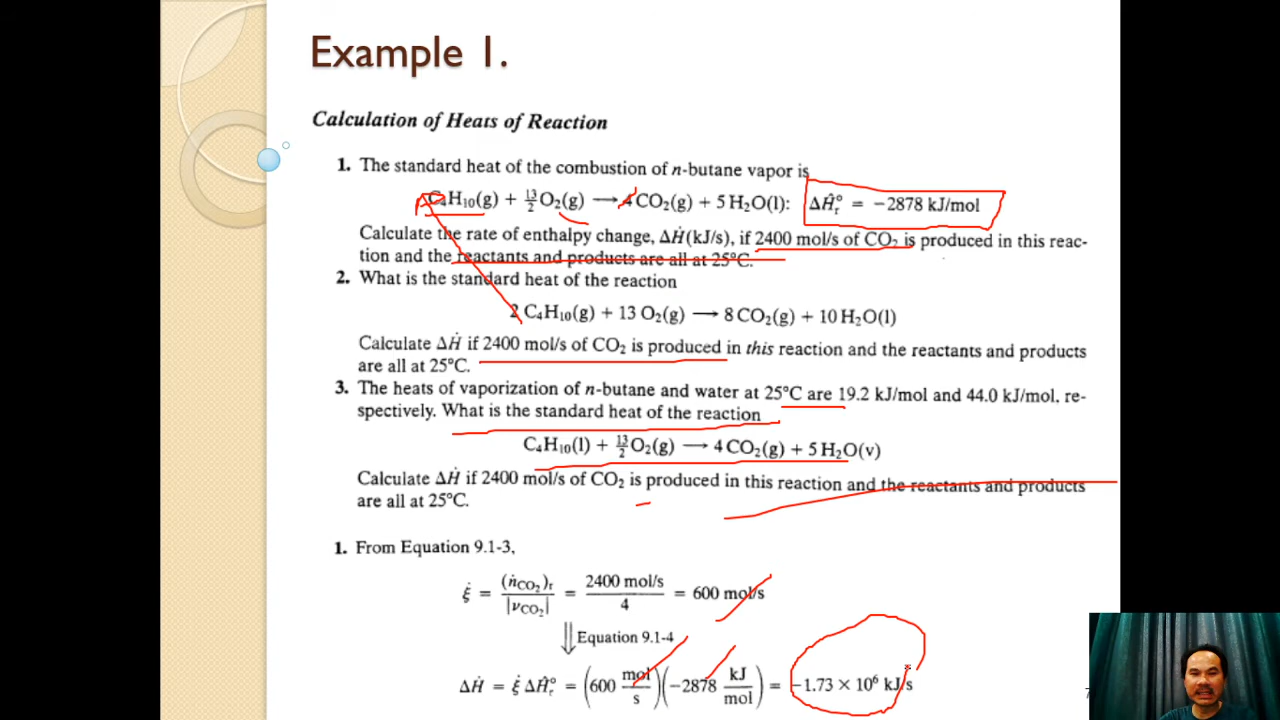 Example 1.
Calculation of Heats of Reaction
1. The standard heat of the combustion of n-butane vapor is
C₄H₁₀(g) + 13/2 O₂(g) ⟶ 4 CO₂(g) + 5 H₂O(l): ΔĤ°ᵣ = −2878 kJ/mol
Calculate the rate of enthalpy change, ΔḢ(kJ/s), if 2400 mol/s of CO₂ is produced in this reac-
tion and the reactants and products are all at 25°C.
2. What is the standard heat of the reaction
2 C₄H₁₀(g) + 13 O₂(g) ⟶ 8 CO₂(g) + 10 H₂O(l)
Calculate ΔḢ if 2400 mol/s of CO₂ is produced in this reaction and the reactants and products
are all at 25°C.
3. The heats of vaporization of n-butane and water at 25°C are 19.2 kJ/mol and 44.0 kJ/mol, re-
spectively. What is the standard heat of the reaction
C₄H₁₀(l) + 13/2 O₂(g) ⟶ 4 CO₂(g) + 5 H₂O(v)
Calculate ΔḢ if 2400 mol/s of CO₂ is produced in this reaction and the reactants and products
are all at 25°C.
1. From Equation 9.1-3,
ξ̇ = (ṅCO₂)ᵣ / |νCO₂| = 2400 mol/s / 4 = 600 mol/s
⇓ Equation 9.1-4
ΔḢ = ξ̇ ΔĤ°ᵣ = (600 mol/s)(−2878 kJ/mol) = −1.73 × 10⁶ kJ/s
7